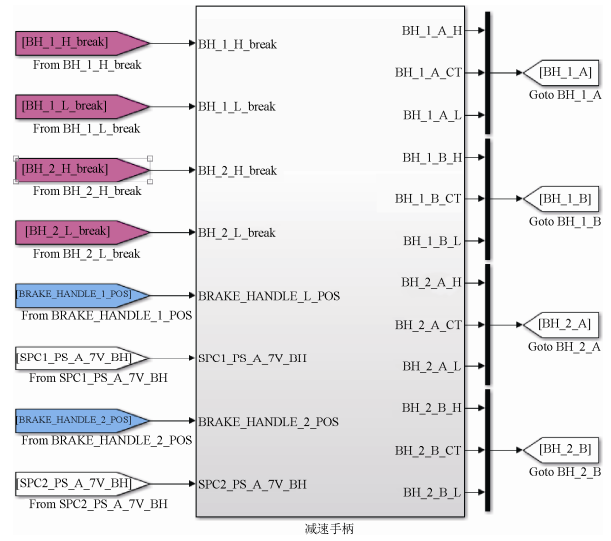 [BH_1_H_break]
From BH_1_H_break
[BH_1_L_break]
From BH_1_L_break
[BH_2_H_break]
From BH_2_H_break
[BH_2_L_break]
From BH_2_L_break
[BRAKE_HANDLE_1_POS]
From BRAKE_HANDLE_1_POS
[SPC1_PS_A_7V_BH]
From SPC1_PS_A_7V_BH
[BRAKE_HANDLE_2_POS]
From BRAKE_HANDLE_2_POS
[SPC2_PS_A_7V_BH]
From SPC2_PS_A_7V_BH
BH_1_H_break
BH_1_L_break
BH_2_H_break
BH_2_L_break
BRAKE_HANDLE_L_POS
SPC1_PS_A_7V_BH
BRAKE_HANDLE_2_POS
SPC2_PS_A_7V_BH
BH_1_A_H
BH_1_A_CT
BH_1_A_L
BH_1_B_H
BH_1_B_CT
BH_1_B_L
BH_2_A_H
BH_2_A_CT
BH_2_A_L
BH_2_B_H
BH_2_B_CT
BH_2_B_L
[BH_1_A]
Goto BH_1_A
[BH_1_B]
Goto BH_1_B
[BH_2_A]
Goto BH_2_A
[BH_2_B]
Goto BH_2_B
减速手柄